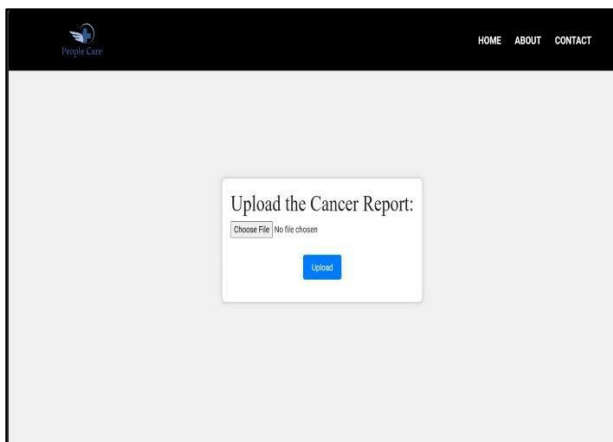 People Care
HOME ABOUT CONTACT
Upload the Cancer Report:
Choose File No file chosen
Upload